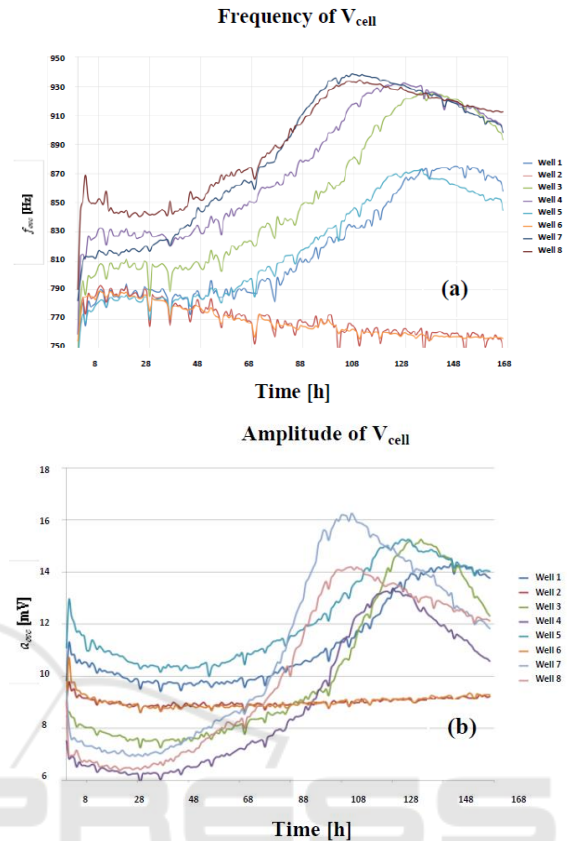 Frequency of Vcell
950
930
910
890
870
850
830
810
790
770
750
fosc [Hz]
8 28 48 68 88 108 128 148 168
Time [h]
(a)
Well 1
Well 2
Well 3
Well 4
Well 5
Well 6
Well 7
Well 8
Amplitude of Vcell
18
16
14
12
10
8
6
aosc [mV]
8 28 48 68 88 108 128 148 168
Time [h]
(b)
Well 1
Well 2
Well 3
Well 4
Well 5
Well 6
Well 7
Well 8
PRESS